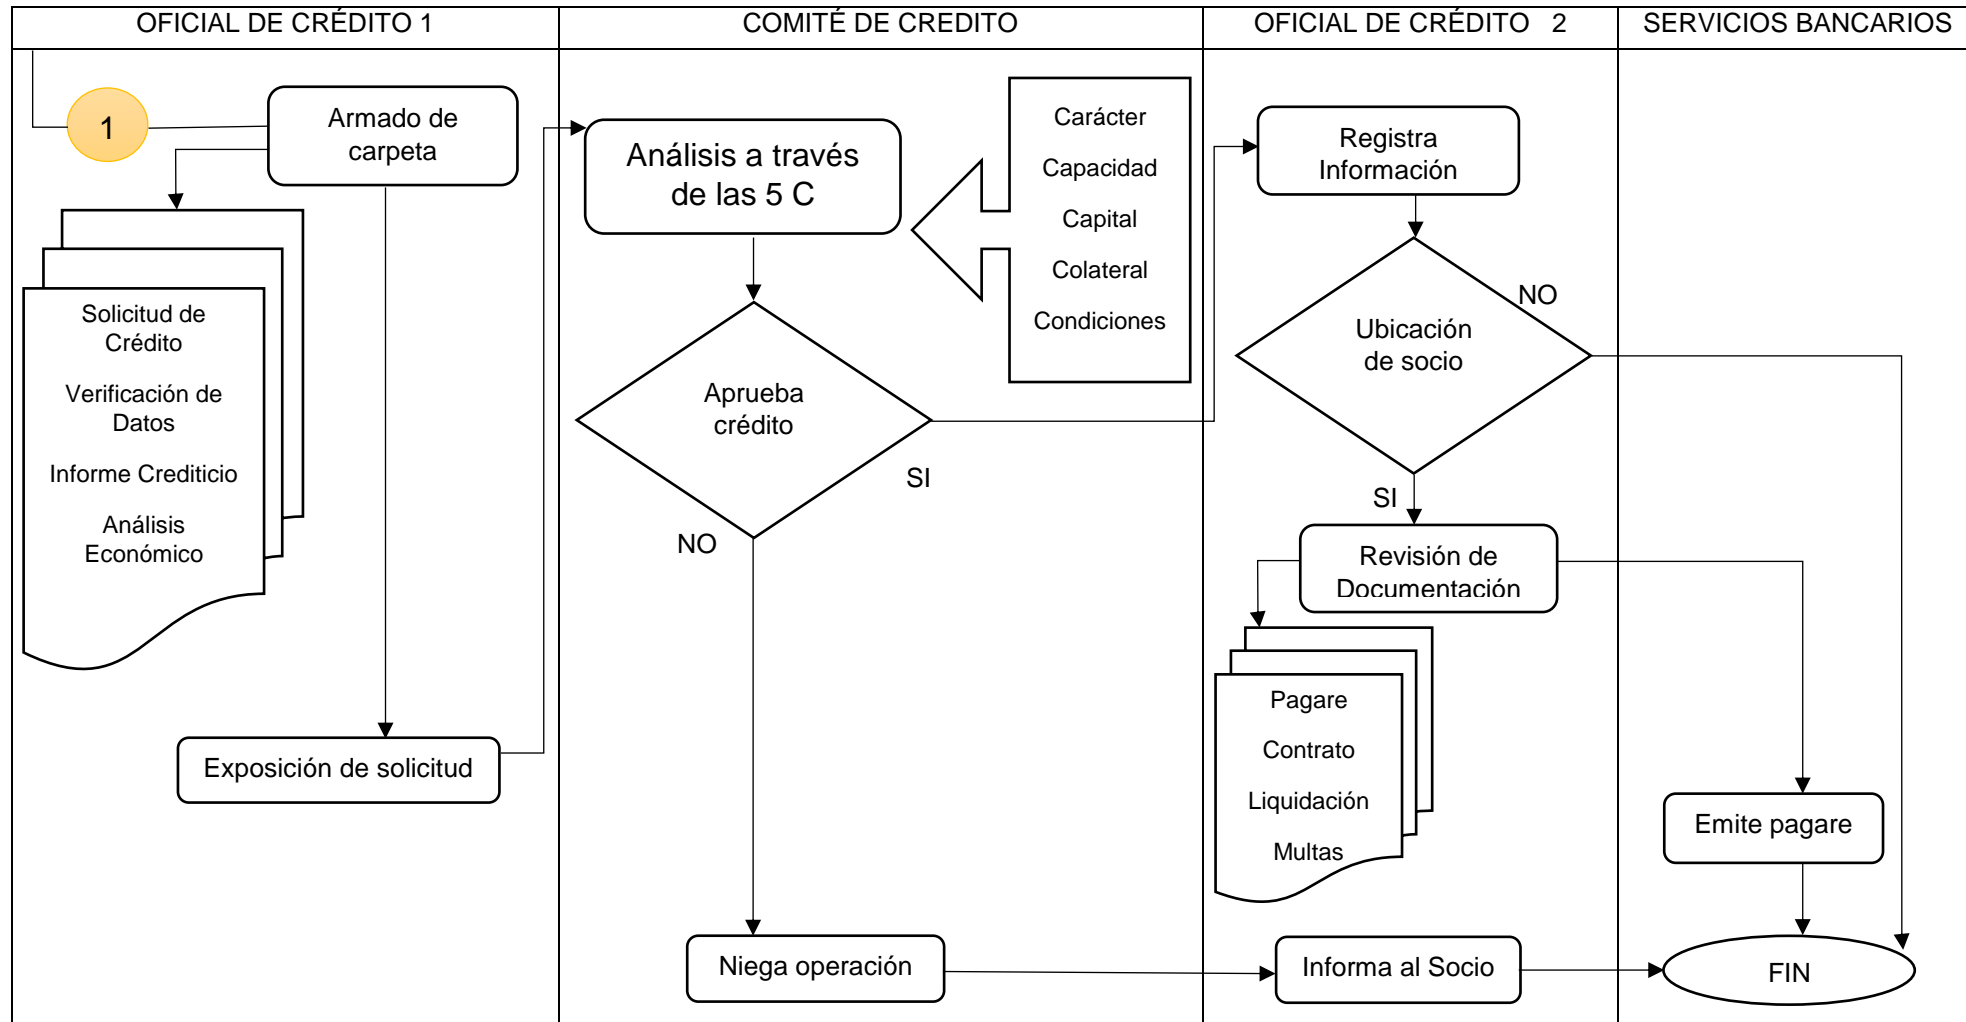 OFICIAL DE CRÉDITO 1
COMITÉ DE CREDITO
OFICIAL DE CRÉDITO 2
SERVICIOS BANCARIOS
1
Armado de
carpeta
Solicitud de
Crédito
Verificación de
Datos
Informe Crediticio
Análisis
Económico
Exposición de solicitud
Análisis a través
de las 5 C
Carácter
Capacidad
Capital
Colateral
Condiciones
Aprueba
crédito
SI
NO
Niega operación
Registra
Información
Ubicación
de socio
NO
SI
Revisión de
Documentación
Pagare
Contrato
Liquidación
Multas
Informa al Socio
Emite pagare
FIN